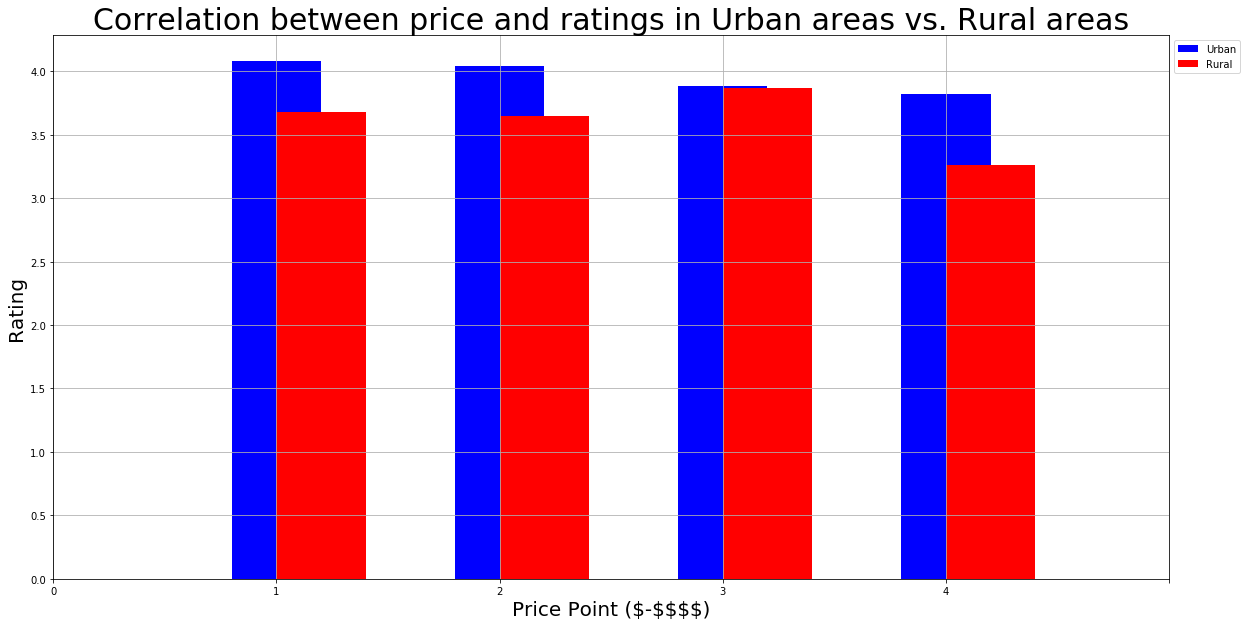 Correlation between price and ratings in Urban areas vs. Rural areas
Urban
Rural
4.0
3.5
3.0
2.5
2.0
1.5
1.0
0.5
0.0
Rating
0 1 2 3 4
Price Point ($-$$$$)